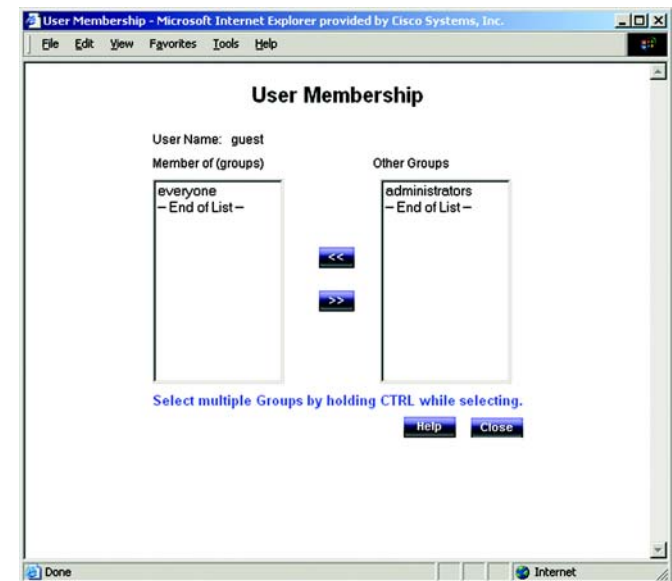 User Membership - Microsoft Internet Explorer provided by Cisco Systems, Inc.
File Edit View Favorites Tools Help
User Membership
User Name: guest
Member of (groups) Other Groups
everyone administrators
– End of List – – End of List –
<<
>>
Select multiple Groups by holding CTRL while selecting.
Help Close
Done Internet